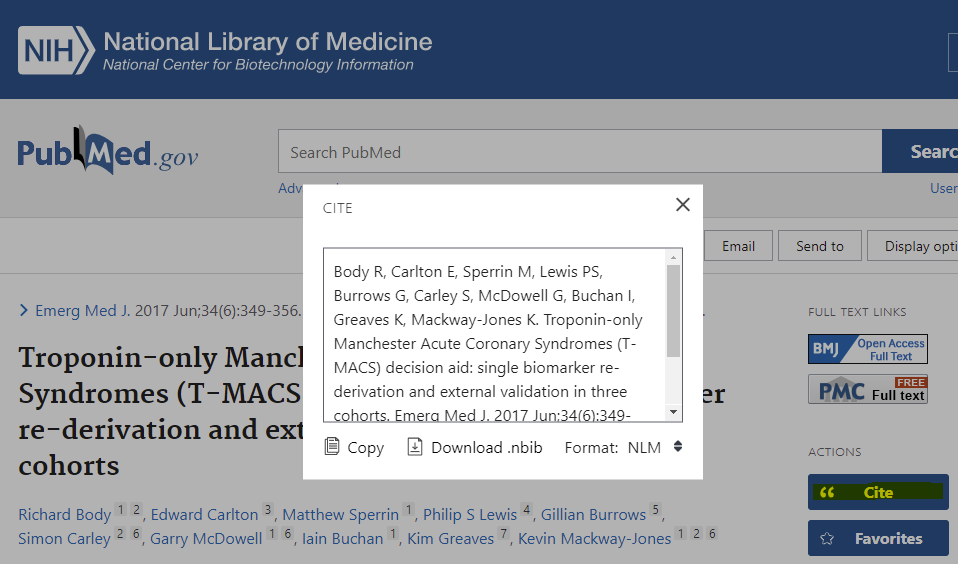 NIH National Library of Medicine
National Center for Biotechnology Information
PubMed.gov
Search PubMed
User
CITE
Email
Send to
Body R, Carlton E, Sperrin M, Lewis PS,
Burrows G, Carley S, McDowell G, Buchan I,
Greaves K, Mackway-Jones K. Troponin-only
Manchester Acute Coronary Syndromes (T-
MACS) decision aid: single biomarker re-
derivation and external validation in three
cohorts. Emerg Med J. 2017 Jun;34(6):349-
Copy
Download .nbib
Format: NLM
Emerg Med J. 2017 Jun;34(6):349-356.
Troponin-only
Syndromes (T-MACS
re-derivation and
cohorts
Richard Body 1 2, Edward Carlton 3, Matthew Sperrin 1, Philip S Lewis 4, Gillian Burrows 5,
Simon Carley 2 6, Garry McDowell 1 6, Iain Buchan 1, Kim Greaves 7, Kevin Mackway-Jones 1 2 6
FULL TEXT LINKS
BMJ Open Access
Full Text
PMC FREE
Full text
ACTIONS
Cite
Favorites